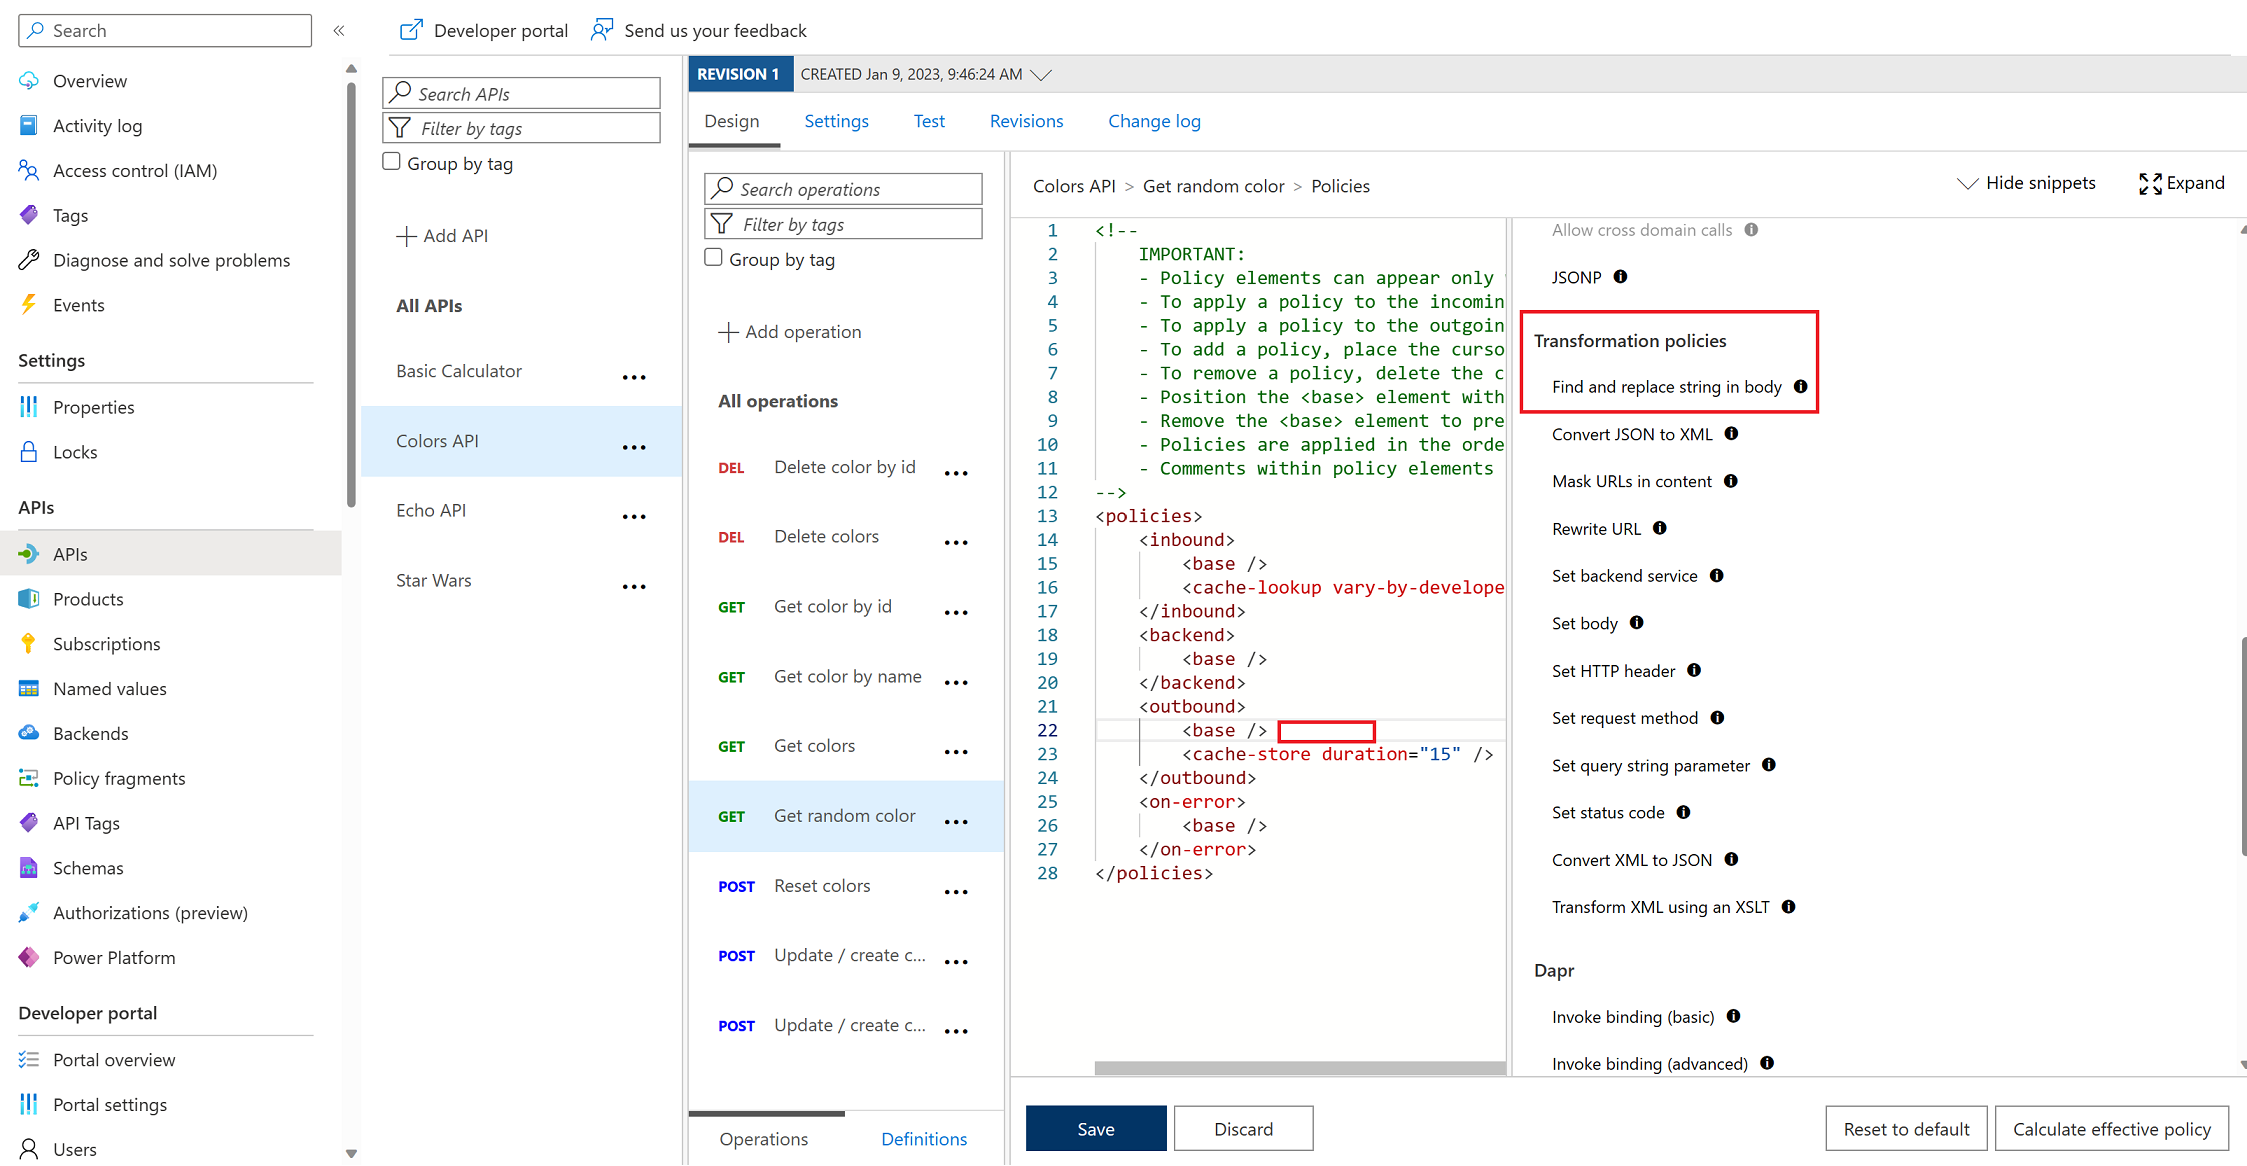 Search
«
Developer portal
Send us your feedback
Overview
Activity log
Access control (IAM)
Tags
Diagnose and solve problems
Events
Settings
Properties
Locks
APIs
APIs
Products
Subscriptions
Named values
Backends
Policy fragments
API Tags
Schemas
Authorizations (preview)
Power Platform
Developer portal
Portal overview
Portal settings
Users
Search APIs
Filter by tags
Group by tag
Add API
All APIs
Basic Calculator
...
Colors API
...
Echo API
...
Star Wars
...
REVISION 1
CREATED Jan 9, 2023, 9:46:24 AM
Design
Settings
Test
Revisions
Change log
Search operations
Filter by tags
Group by tag
Add operation
All operations
DEL Delete color by id ...
DEL Delete colors ...
GET Get color by id ...
GET Get color by name ...
GET Get colors ...
GET Get random color ...
POST Reset colors ...
POST Update / create c... ...
POST Update / create c... ...
Operations
Definitions
Colors API > Get random color > Policies
Hide snippets
Expand
1 <!--
2 IMPORTANT:
3 - Policy elements can appear only
4 - To apply a policy to the incomin
5 - To apply a policy to the outgoin
6 - To add a policy, place the curso
7 - To remove a policy, delete the c
8 - Position the <base> element with
9 - Remove the <base> element to pre
10 - Policies are applied in the orde
11 - Comments within policy elements
12 -->
13 <policies>
14 <inbound>
15 <base />
16 <cache-lookup vary-by-develope
17 </inbound>
18 <backend>
19 <base />
20 </backend>
21 <outbound>
22 <base />
23 <cache-store duration="15" />
24 </outbound>
25 <on-error>
26 <base />
27 </on-error>
28 </policies>
Allow cross domain calls
JSONP
Transformation policies
Find and replace string in body
Convert JSON to XML
Mask URLs in content
Rewrite URL
Set backend service
Set body
Set HTTP header
Set request method
Set query string parameter
Set status code
Convert XML to JSON
Transform XML using an XSLT
Dapr
Invoke binding (basic)
Invoke binding (advanced)
Save
Discard
Reset to default
Calculate effective policy